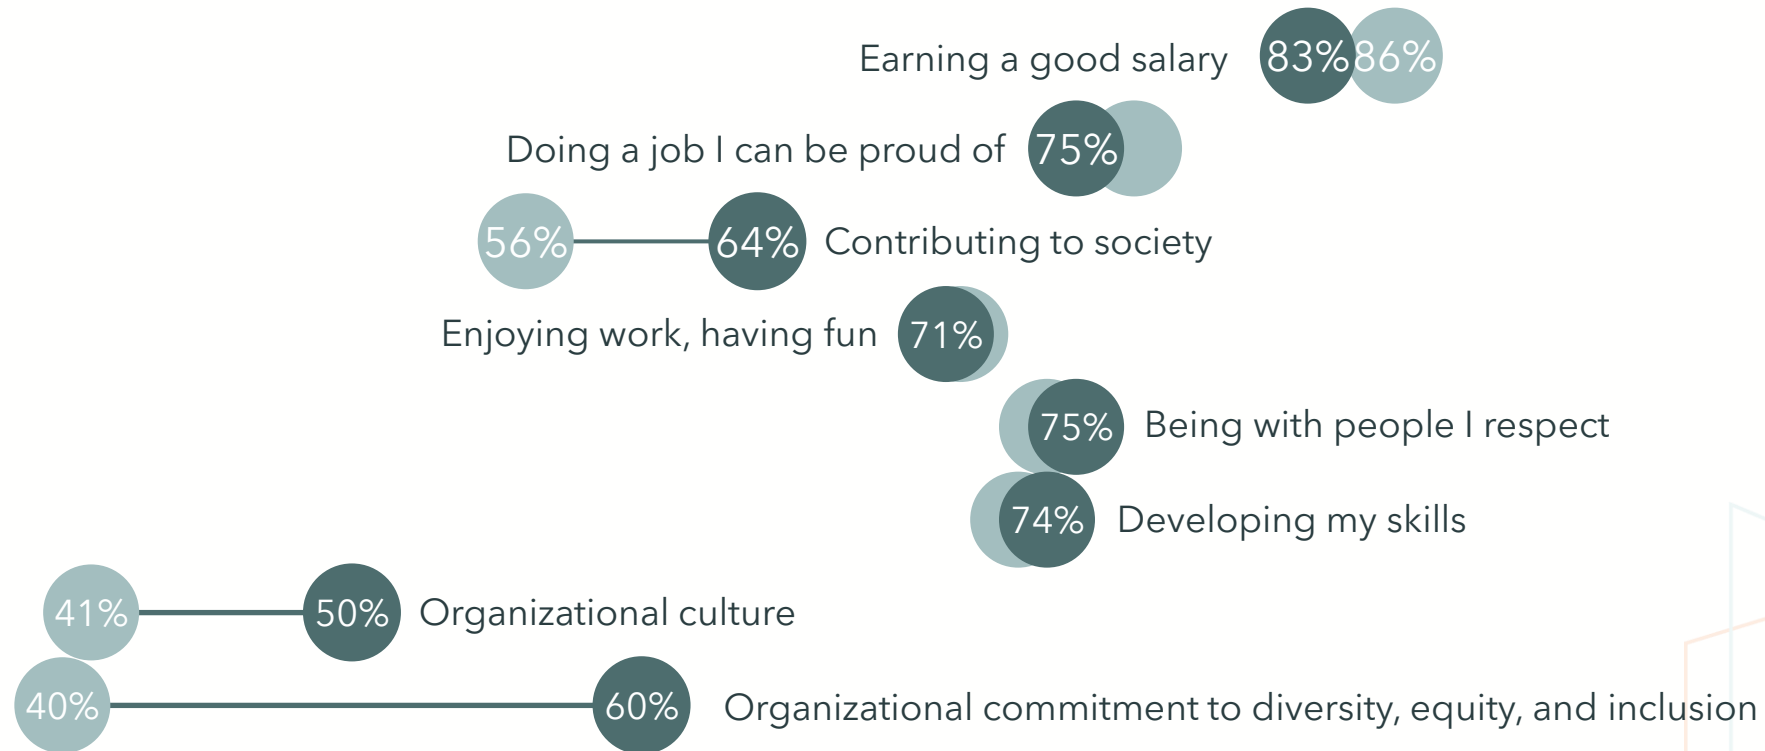 Earning a good salary 83% 86%
Doing a job I can be proud of 75%
56% 64% Contributing to society
Enjoying work, having fun 71%
75% Being with people I respect
74% Developing my skills
41% 50% Organizational culture
40% 60% Organizational commitment to diversity, equity, and inclusion